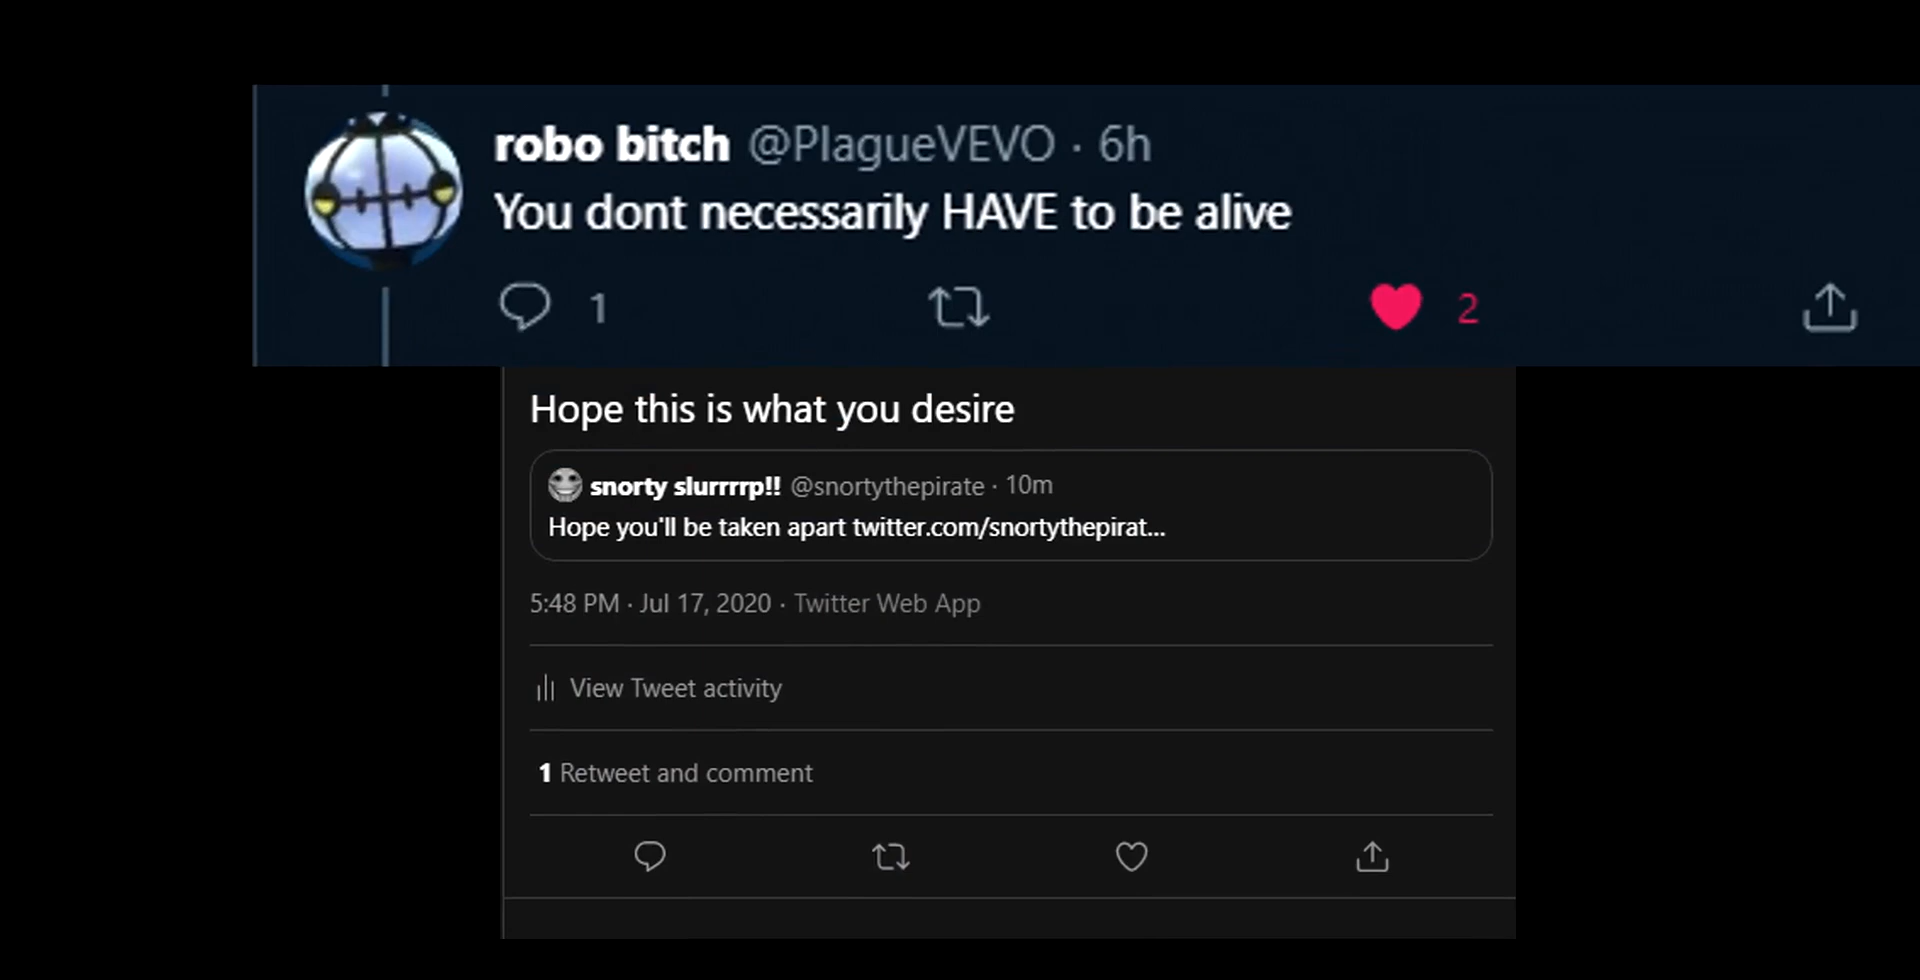 robo bitch @PlagueVEVO · 6h
You dont necessarily HAVE to be alive
1 2
Hope this is what you desire
snorty slurrrrp!! @snortythepirate · 10m
Hope you'll be taken apart twitter.com/snortythepirat...
5:48 PM · Jul 17, 2020 · Twitter Web App
View Tweet activity
1 Retweet and comment